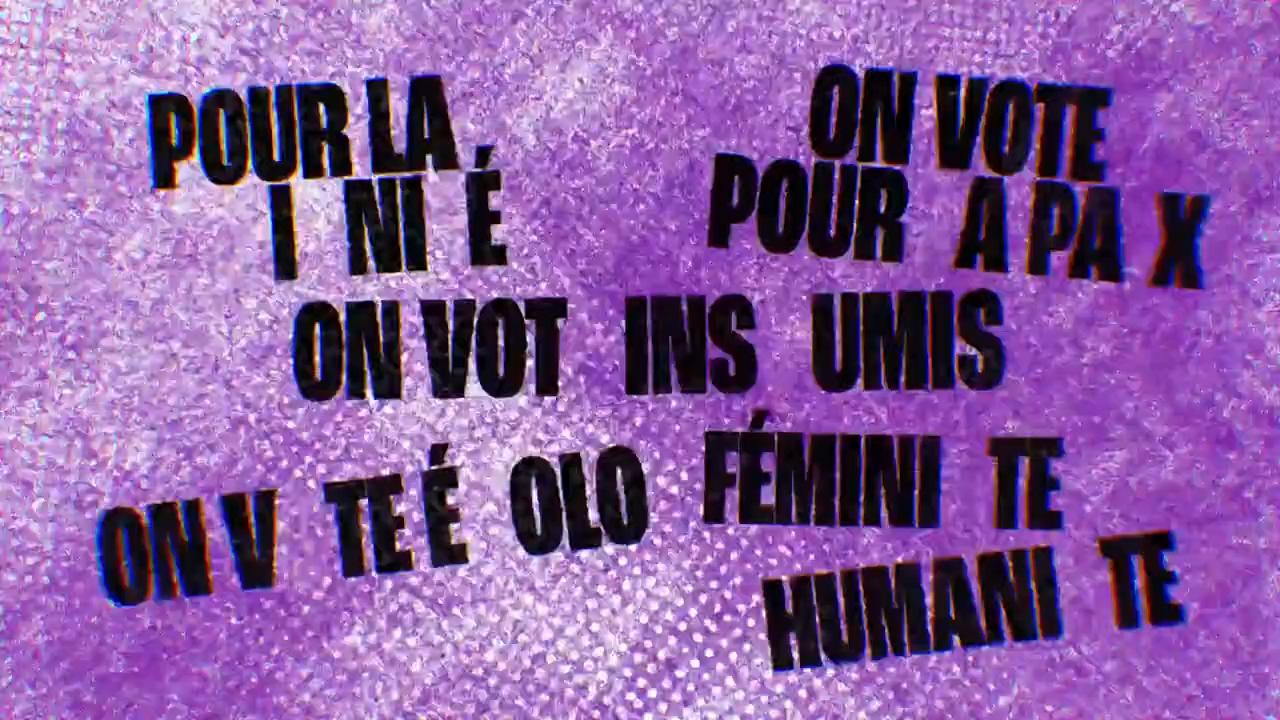 POUR LA
I NI É
ON VOTE
POUR A PA X
ON VOT INS UMIS
ON V TE É OLO
FÉMINI TE
HUMANI TE